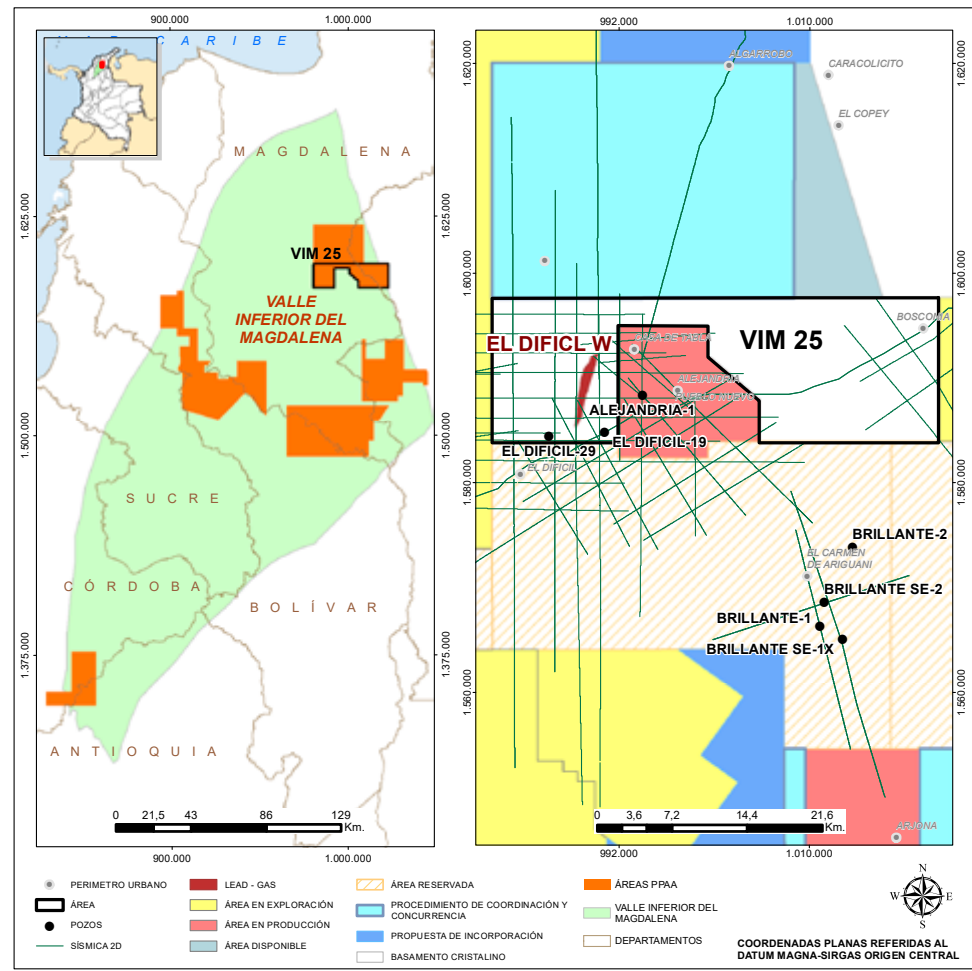 900.000
1.000.000
992.000
1.010.000
C A R I B E
M A G D A L E N A
1.625.000
VIM 25
VALLE
INFERIOR DEL
MAGDALENA
1.500.000
S U C R E
C Ó R D O B A
B O L Í V A R
1.375.000
A N T I O Q U I A
0
21,5
43
86
129
Km.
900.000
1.000.000
1.620.000
ALGARROBO
CARACOLICITO
EL COPEY
1.600.000
BOSCONIA
EL DIFICL W
VIM 25
ALEJANDRIA
PUEBLO NUEVO
ALEJANDRIA-1
EL DIFICIL-19
EL DIFICIL-29
EL DIFICIL
1.580.000
BRILLANTE-2
EL CARMEN
DE ARIGUANI
BRILLANTE SE-2
BRILLANTE-1
BRILLANTE SE-1X
1.560.000
0
3,6
7,2
14,4
21,6
Km.
ARJONA
992.000
1.010.000
PERIMETRO URBANO
ÁREA
POZOS
SÍSMICA 2D
LEAD - GAS
ÁREA EN EXPLORACIÓN
ÁREA EN PRODUCCIÓN
ÁREA DISPONIBLE
ÁREA RESERVADA
PROCEDIMIENTO DE COORDINACIÓN Y
CONCURRENCIA
PROPUESTA DE INCORPORACIÓN
BASAMENTO CRISTALINO
ÁREAS PPAA
VALLE INFERIOR DEL
MAGDALENA
DEPARTAMENTOS
N
W
E
S
COORDENADAS PLANAS REFERIDAS AL
DATUM MAGNA-SIRGAS ORIGEN CENTRAL